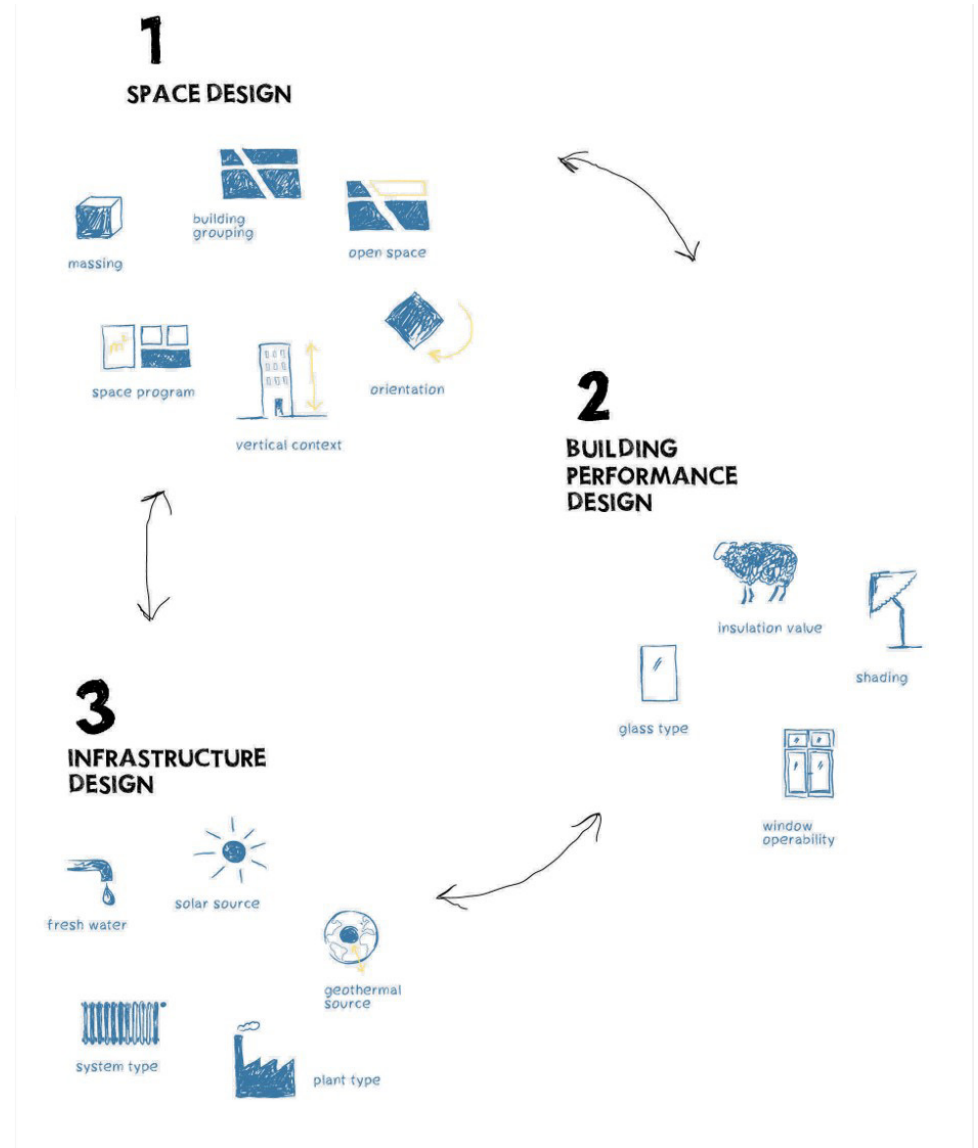 1
SPACE DESIGN
massing
building
grouping
open space
space program
m²
vertical context
orientation
2
BUILDING
PERFORMANCE
DESIGN
insulation value
shading
glass type
window
operability
3
INFRASTRUCTURE
DESIGN
fresh water
solar source
geothermal
source
system type
plant type